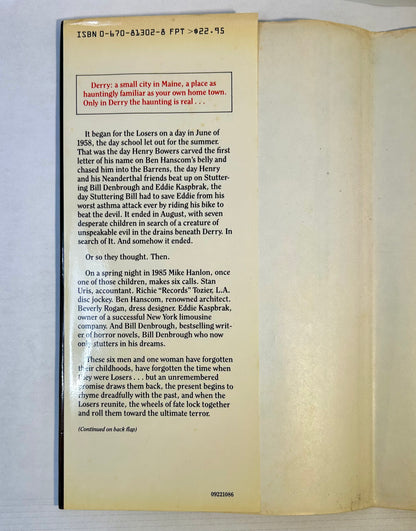 ISBN 0-670-81302-8 FPT >$22.95
Derry: a small city in Maine, a place as
hauntingly familiar as your own home town.
Only in Derry the haunting is real . . .
It began for the Losers on a day in June of
1958, the day school let out for the summer.
That was the day Henry Bowers carved the first
letter of his name on Ben Hanscom's belly and
chased him into the Barrens, the day Henry
and his Neanderthal friends beat up on Stutter-
ing Bill Denbrough and Eddie Kaspbrak, the
day Stuttering Bill had to save Eddie from his
worst asthma attack ever by riding his bike to
beat the devil. It ended in August, with seven
desperate children in search of a creature of
unspeakable evil in the drains beneath Derry. In
search of It. And somehow it ended.
Or so they thought. Then.
On a spring night in 1985 Mike Hanlon, once
one of those children, makes six calls. Stan
Uris, accountant. Richie "Records" Tozier, L.A.
disc jockey. Ben Hanscom, renowned architect.
Beverly Rogan, dress designer. Eddie Kaspbrak,
owner of a successful New York limousine
company. And Bill Denbrough, bestselling writ-
er of horror novels, Bill Denbrough who now
only stutters in his dreams.
These six men and one woman have forgotten
their childhoods, have forgotten the time when
they were Losers . . . but an unremembered
promise draws them back, the present begins to
rhyme dreadfully with the past, and when the
Losers reunite, the wheels of fate lock together
and roll them toward the ultimate terror.
(Continued on back flap)
09221086